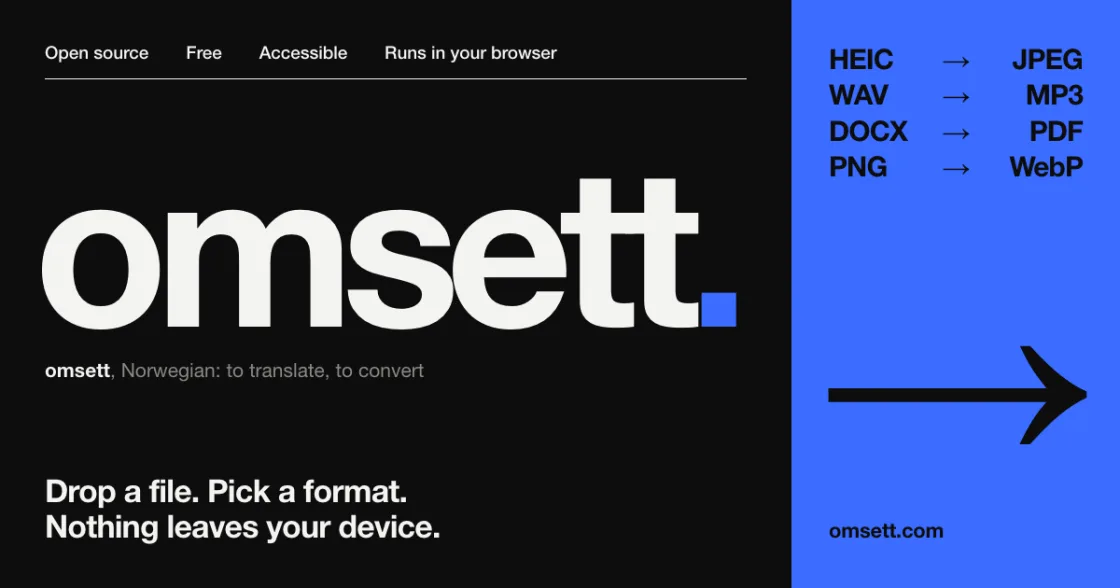 Open source Free Accessible Runs in your browser
omsett.
omsett, Norwegian: to translate, to convert
Drop a file. Pick a format.
Nothing leaves your device.
HEIC → JPEG
WAV → MP3
DOCX → PDF
PNG → WebP
→
omsett.com